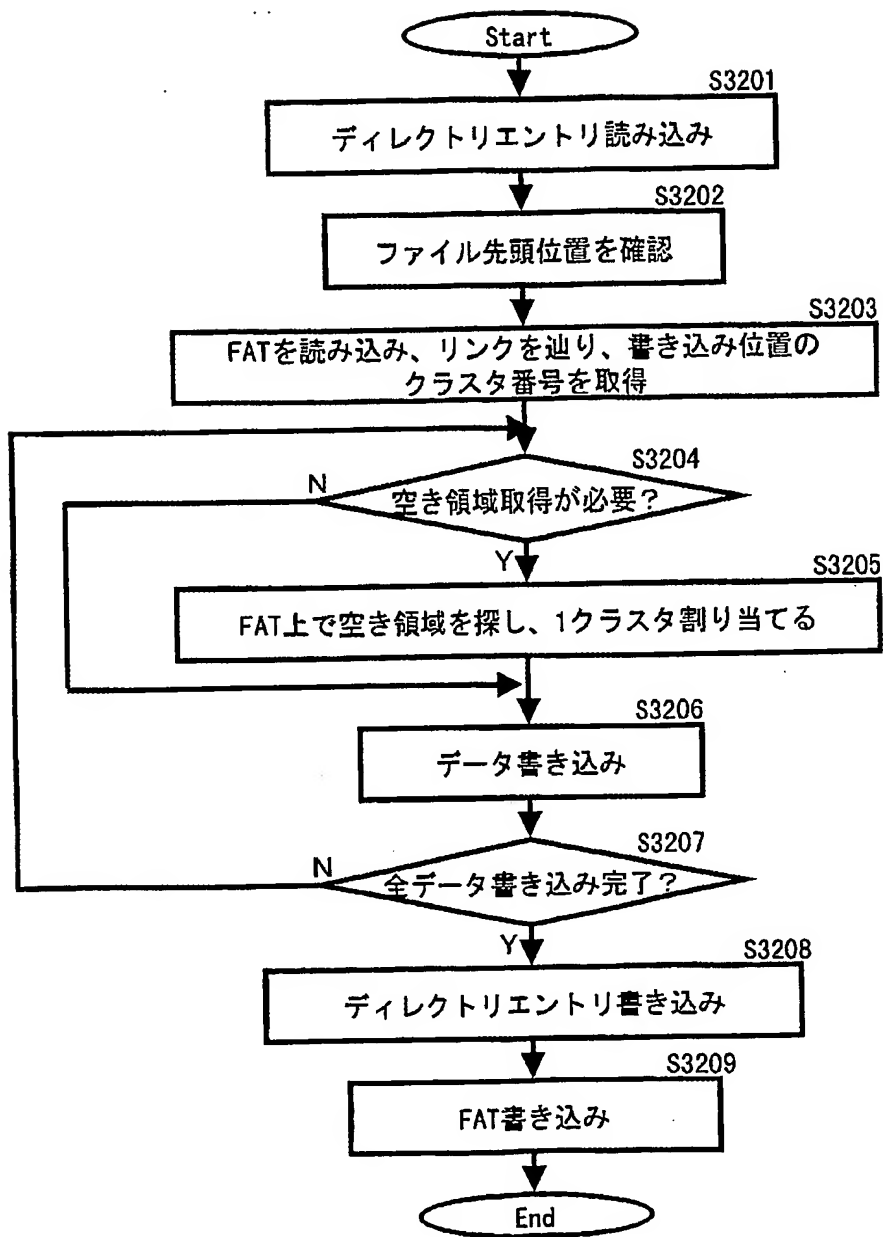 Start
S3201
ディレクトリエントリ読み込み
S3202
ファイル先頭位置を確認
S3203
FATを読み込み、リンクを辿り、書き込み位置の
クラスタ番号を取得
S3204
N
空き領域取得が必要?
Y
S3205
FAT上で空き領域を探し、1クラスタ割り当てる
S3206
データ書き込み
S3207
N
全データ書き込み完了?
Y
S3208
ディレクトリエントリ書き込み
S3209
FAT書き込み
End